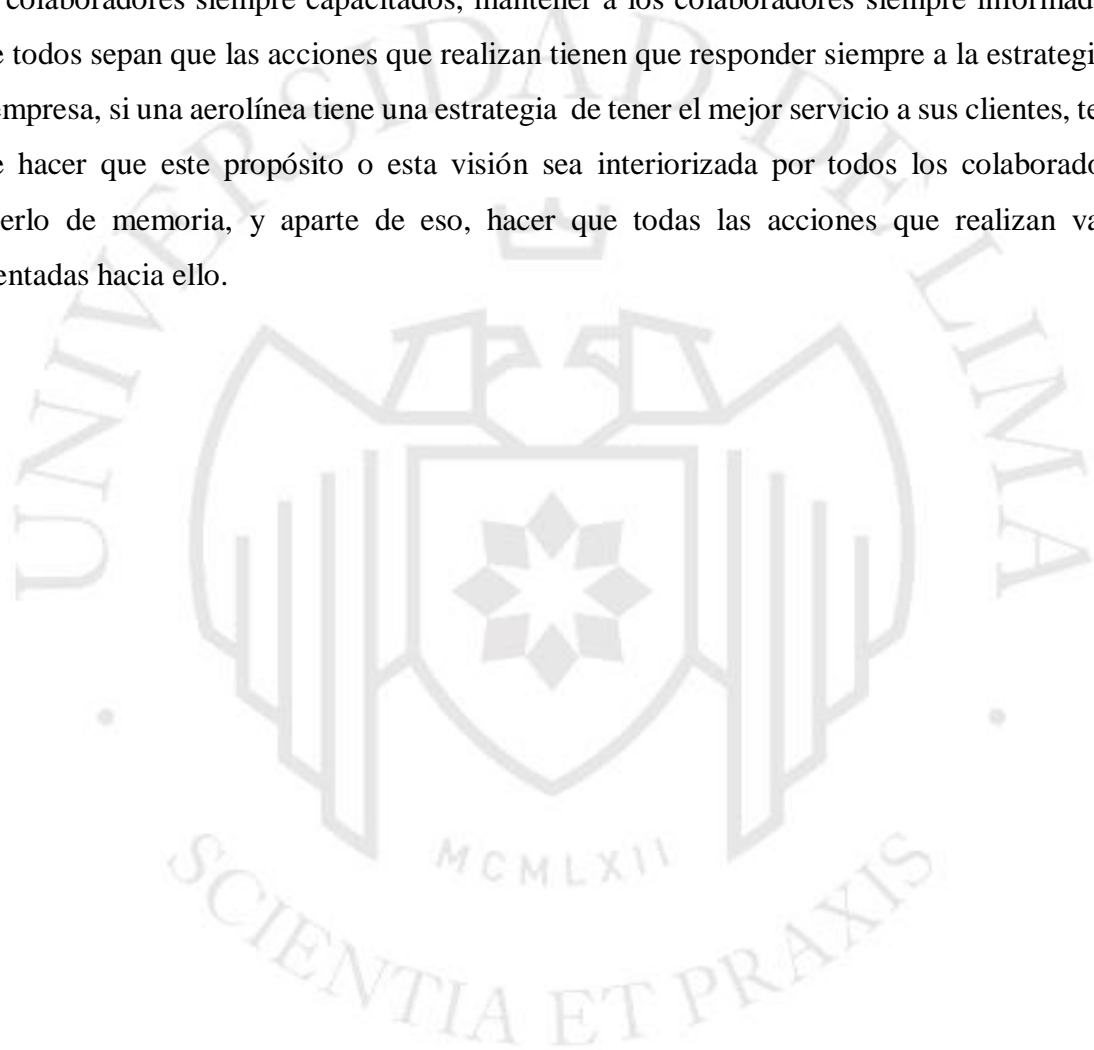 colaboradores siempre capacitados, mantener a los colaboradores siempre informad
e todos sepan que las acciones que realizan tienen que responder siempre a la estrategi
empresa, si una aerolínea tiene una estrategia de tener el mejor servicio a sus clientes, te
e hacer que este propósito o esta visión sea interiorizada por todos los colaborado
erlo de memoria, y aparte de eso, hacer que todas las acciones que realizan va
entadas hacia ello.
UNIVERSIDAD DE LIMA
MCMLXII
SCIENTIA ET PRAXIS